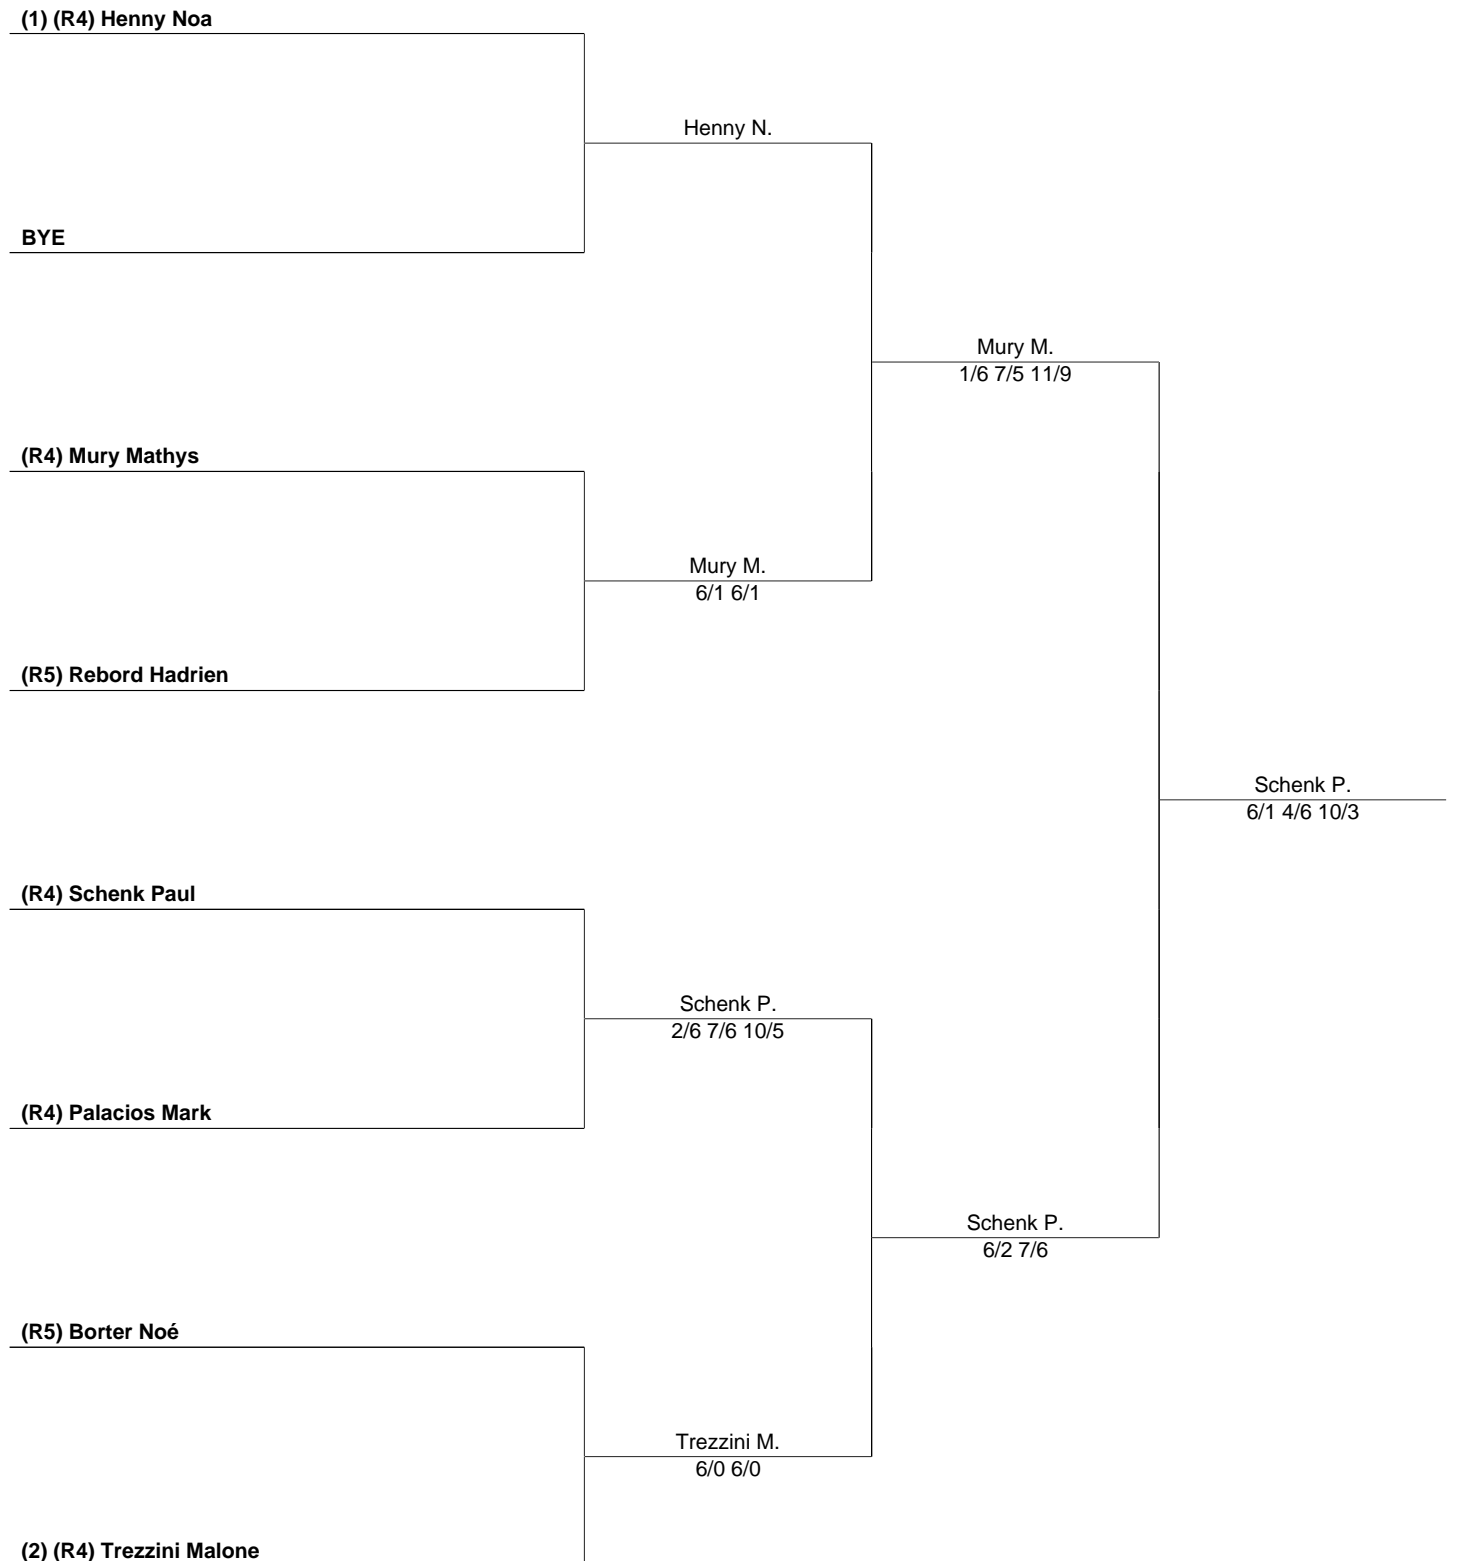 (1) (R4) Henny Noa
Henny N.
BYE
Mury M.
1/6 7/5 11/9
(R4) Mury Mathys
Mury M.
6/1 6/1
(R5) Rebord Hadrien
Schenk P.
6/1 4/6 10/3
(R4) Schenk Paul
Schenk P.
2/6 7/6 10/5
(R4) Palacios Mark
Schenk P.
6/2 7/6
(R5) Borter Noé
Trezzini M.
6/0 6/0
(2) (R4) Trezzini Malone